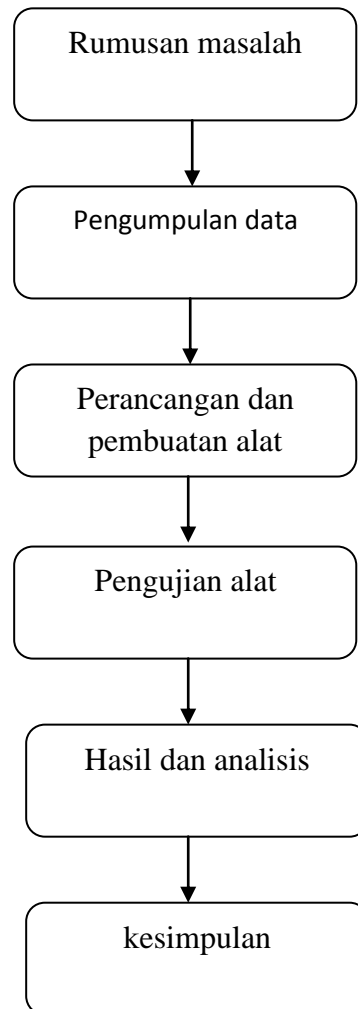 Rumusan masalah
Pengumpulan data
Perancangan dan
pembuatan alat
Pengujian alat
Hasil dan analisis
kesimpulan